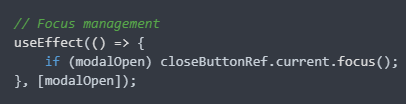 // Focus management
useEffect(() => {
    if (modalOpen) closeButtonRef.current.focus();
}, [modalOpen]);